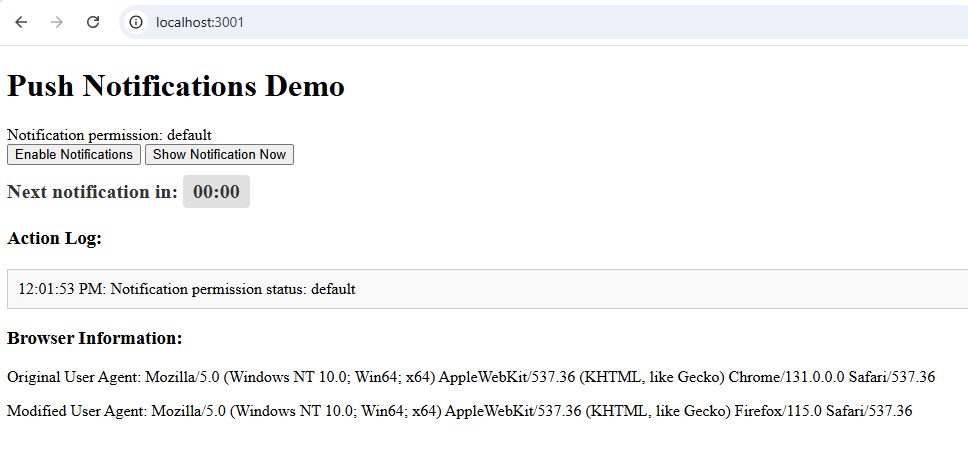 localhost:3001
Push Notifications Demo
Notification permission: default
Enable Notifications Show Notification Now
Next notification in: 00:00
Action Log:
12:01:53 PM: Notification permission status: default
Browser Information:
Original User Agent: Mozilla/5.0 (Windows NT 10.0; Win64; x64) AppleWebKit/537.36 (KHTML, like Gecko) Chrome/131.0.0.0 Safari/537.36
Modified User Agent: Mozilla/5.0 (Windows NT 10.0; Win64; x64) AppleWebKit/537.36 (KHTML, like Gecko) Firefox/115.0 Safari/537.36